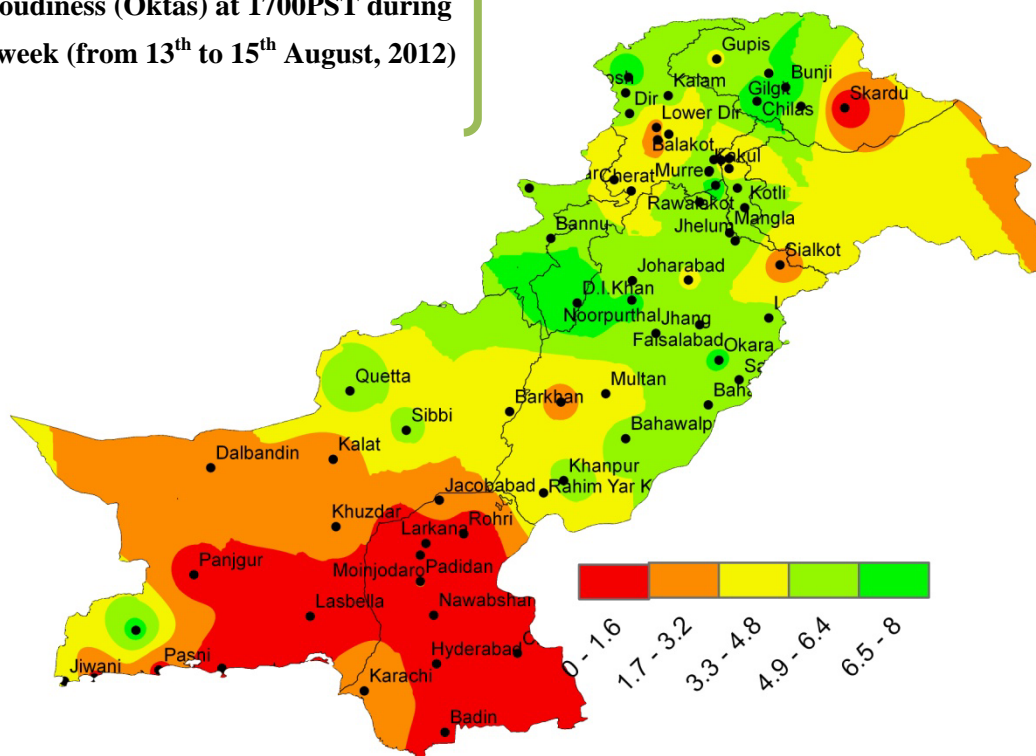 oudiness (Oktas) at 1700PST during
week (from 13th to 15th August, 2012)
Gupis
Bunji
Kalam
Gilgit
Skardu
Dir
Chilas
Lower Dir
Balakot
Kakul
Cherat
Murree
Kotli
Rawalkot
Mangla
Bannu
Jhelum
Sialkot
Joharabad
D.I.Khan
Noorpurthal
Jhang
Faisalabad
Okara
Quetta
Multan
Barkhan
Sibbi
Bahawalp
Kalat
Dalbandin
Khanpur
Jacobabad
Rahim Yar K
Khuzdar
Rohri
Larkana
Panjgur
Moinjodaro
Padidan
Lasbella
Nawabshah
Hyderabad
Pasni
Jiwani
Karachi
Badin
0 - 1.6
1.7 - 3.2
3.3 - 4.8
4.9 - 6.4
6.5 - 8